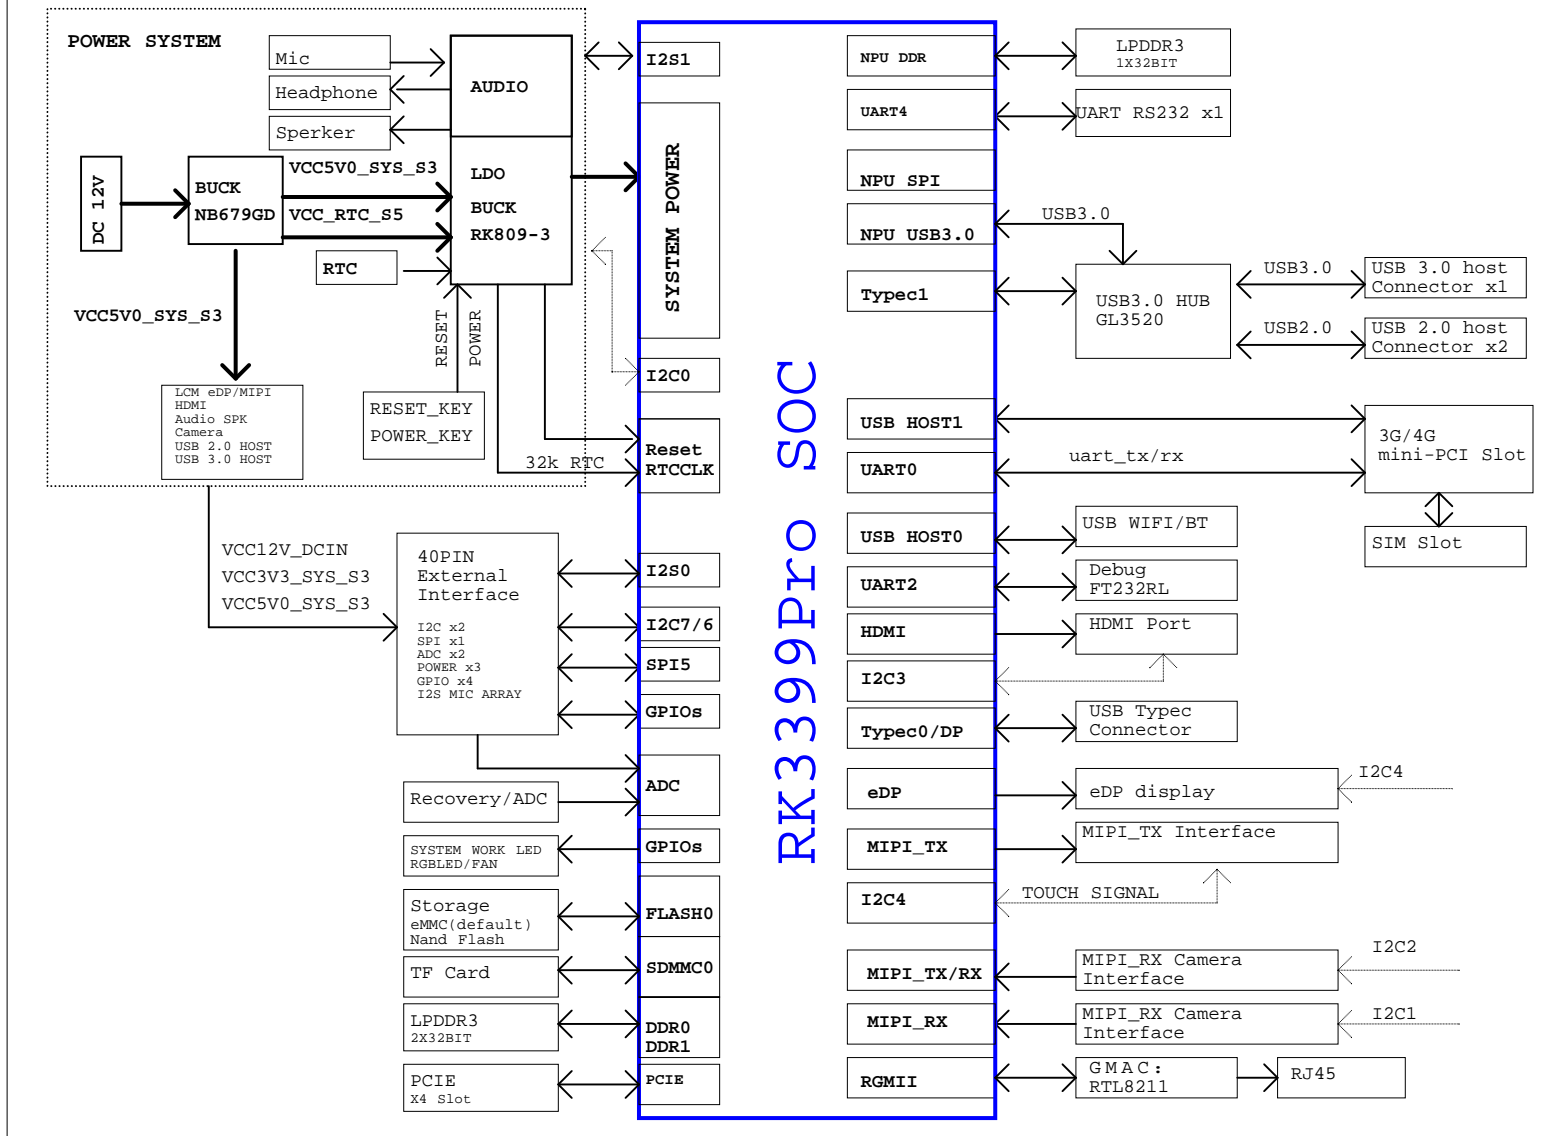 POWER SYSTEM
Mic
Headphone
Sperker
AUDIO
I2S1
DC 12V
BUCK
NB679GD
VCC5V0_SYS_S3
VCC_RTC_S5
LDO
BUCK
RK809-3
RTC
SYSTEM POWER
VCC5V0_SYS_S3
RESET
POWER
I2C0
LCM eDP/MIPI
HDMI
Audio SPK
Camera
USB 2.0 HOST
USB 3.0 HOST
RESET_KEY
POWER_KEY
32k RTC
Reset
RTCCLK
VCC12V_DCIN
VCC3V3_SYS_S3
VCC5V0_SYS_S3
40PIN
External
Interface
I2C x2
SPI x1
ADC x2
POWER x3
GPIO x4
I2S MIC ARRAY
I2S0
I2C7/6
SPI5
GPIOs
ADC
Recovery/ADC
SYSTEM WORK LED
RGBLED/FAN
GPIOs
Storage
eMMC(default)
Nand Flash
FLASH0
TF Card
SDMMC0
LPDDR3
2X32BIT
DDR0
DDR1
PCIE
X4 Slot
PCIE
RK3399Pro SOC
NPU DDR
LPDDR3
1X32BIT
UART4
UART RS232 x1
NPU SPI
NPU USB3.0
USB3.0
Typec1
USB3.0 HUB
GL3520
USB3.0
USB 3.0 host
Connector x1
USB2.0
USB 2.0 host
Connector x2
USB HOST1
UART0
uart_tx/rx
3G/4G
mini-PCI Slot
SIM Slot
USB HOST0
USB WIFI/BT
UART2
Debug
FT232RL
HDMI
HDMI Port
I2C3
Typec0/DP
USB Typec
Connector
eDP
eDP display
I2C4
MIPI_TX
MIPI_TX Interface
I2C4
TOUCH SIGNAL
MIPI_TX/RX
MIPI_RX Camera
Interface
I2C2
MIPI_RX
MIPI_RX Camera
Interface
I2C1
RGMII
GMAC:
RTL8211
RJ45